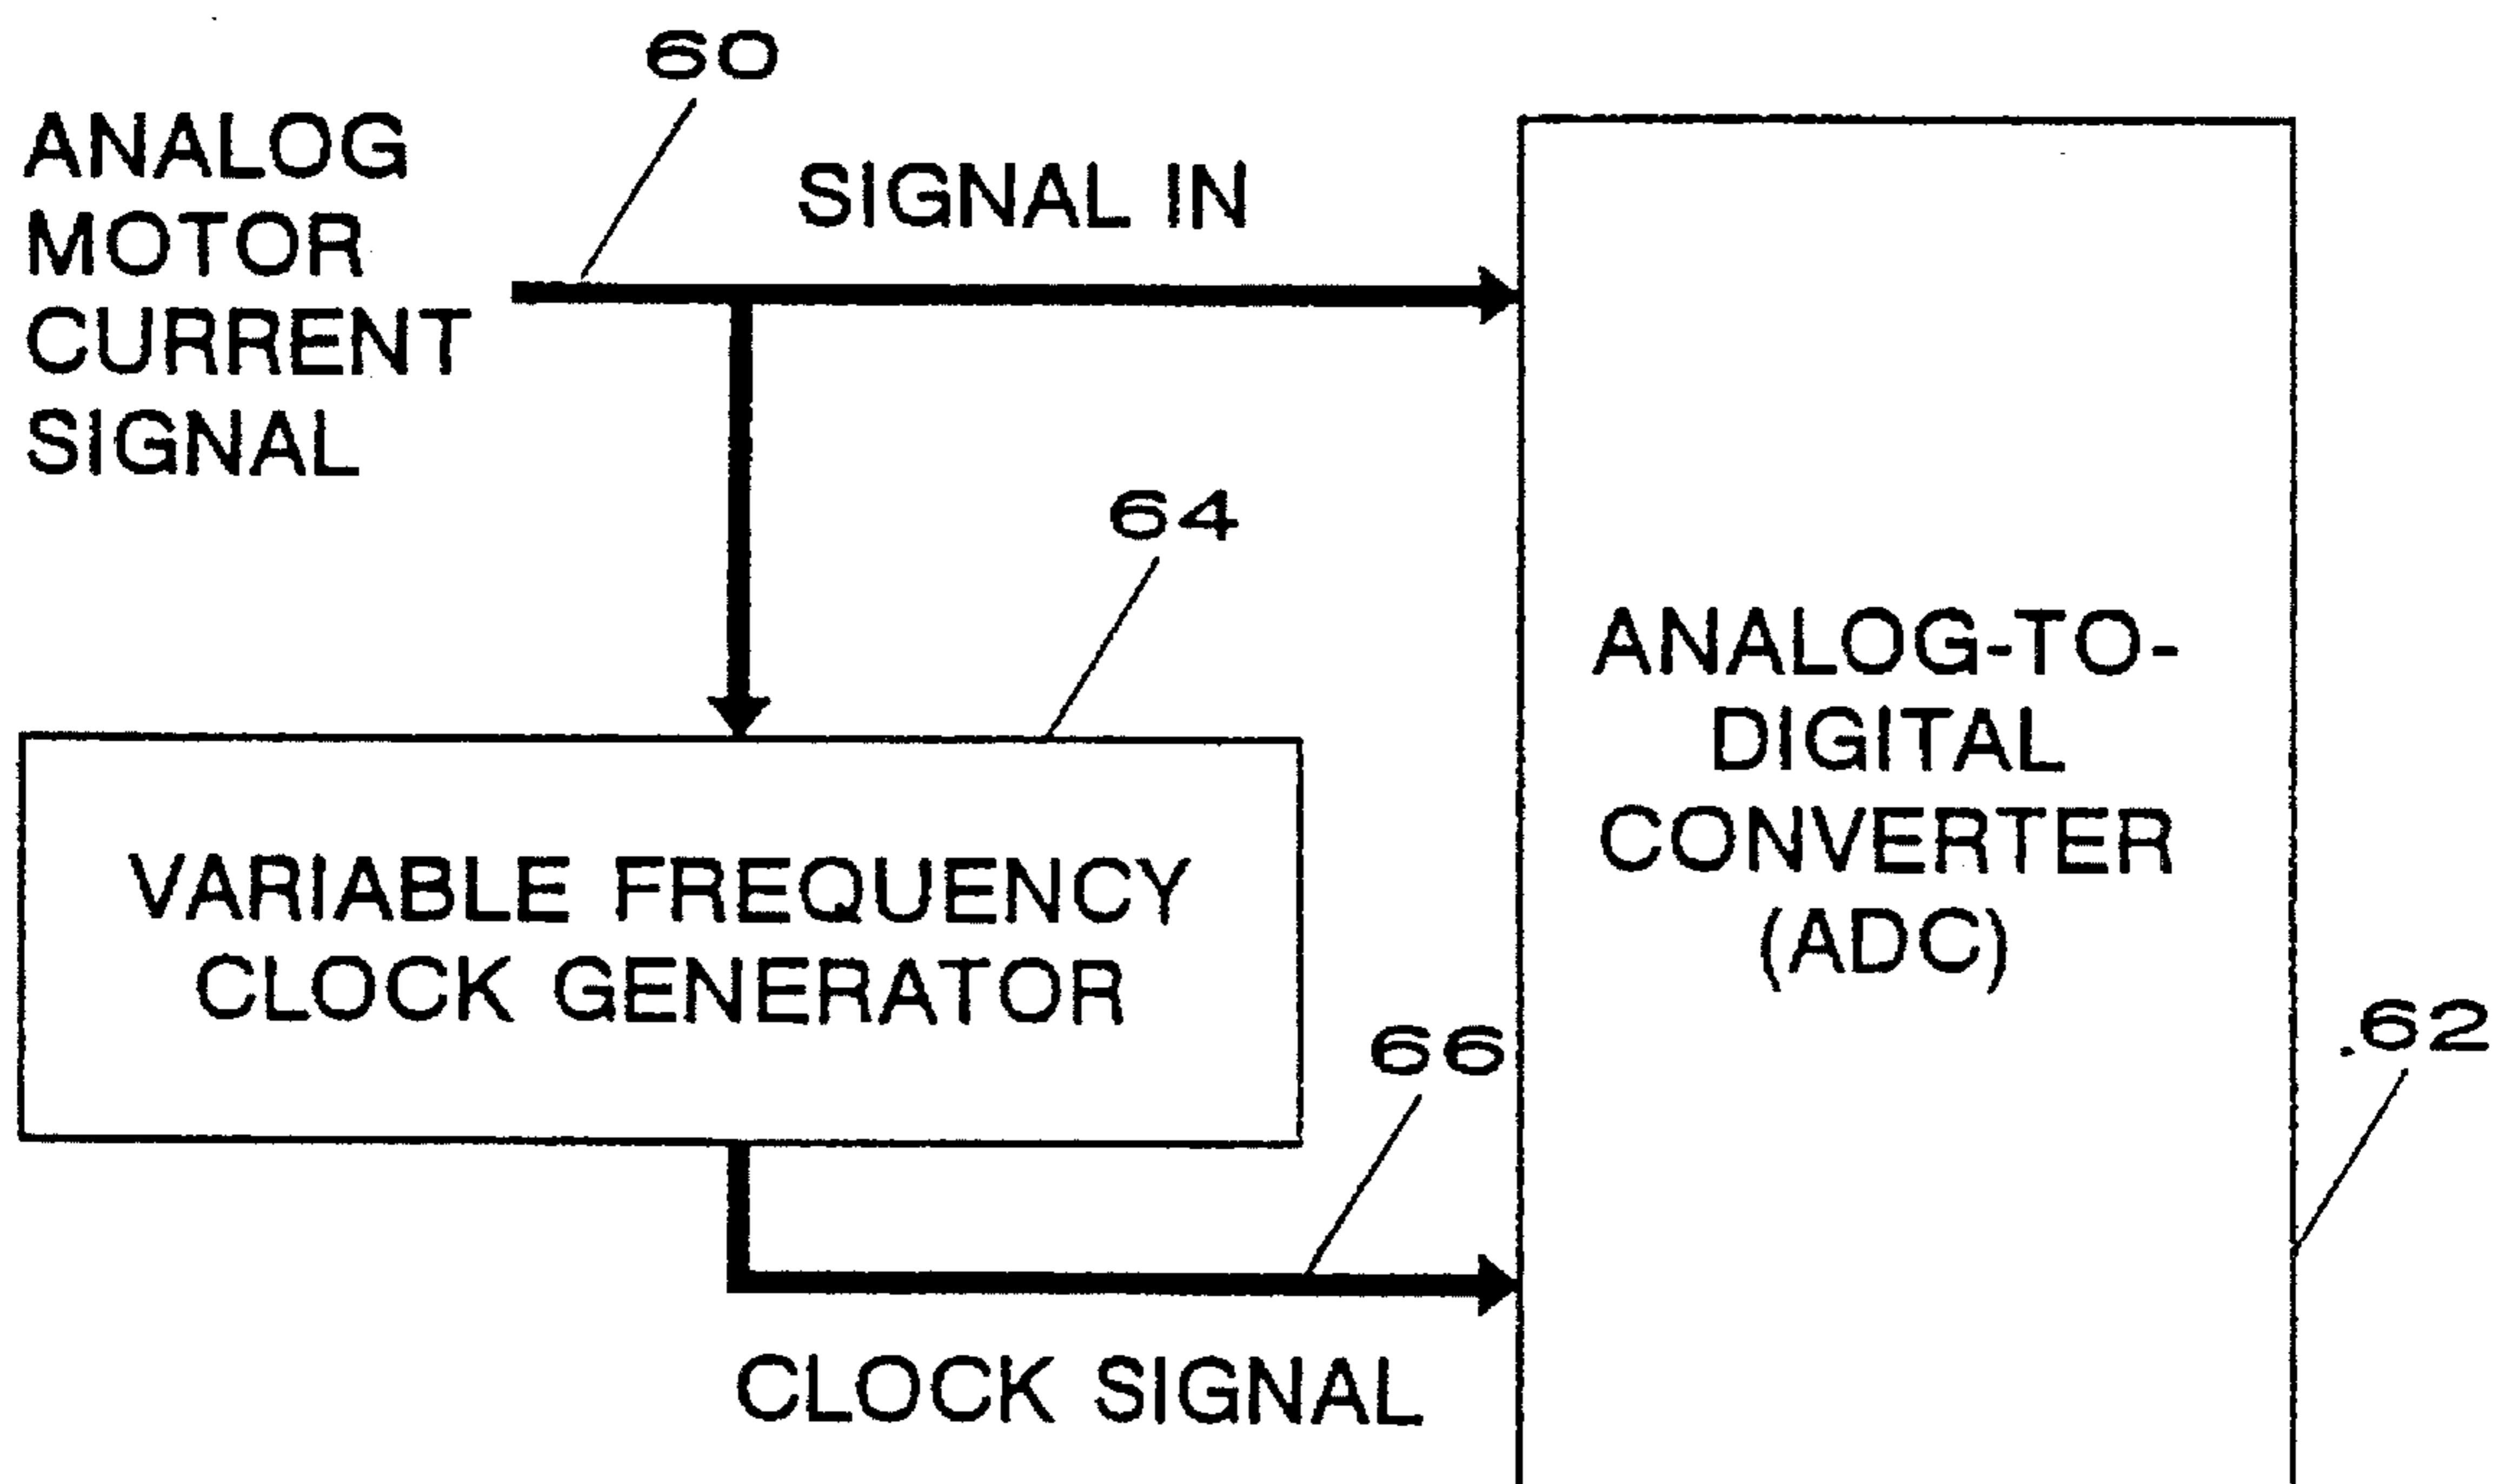 60
ANALOG
MOTOR
CURRENT
SIGNAL
SIGNAL IN
64
ANALOG-TO-
DIGITAL
CONVERTER
(ADC)
VARIABLE FREQUENCY
CLOCK GENERATOR
66
62
CLOCK SIGNAL